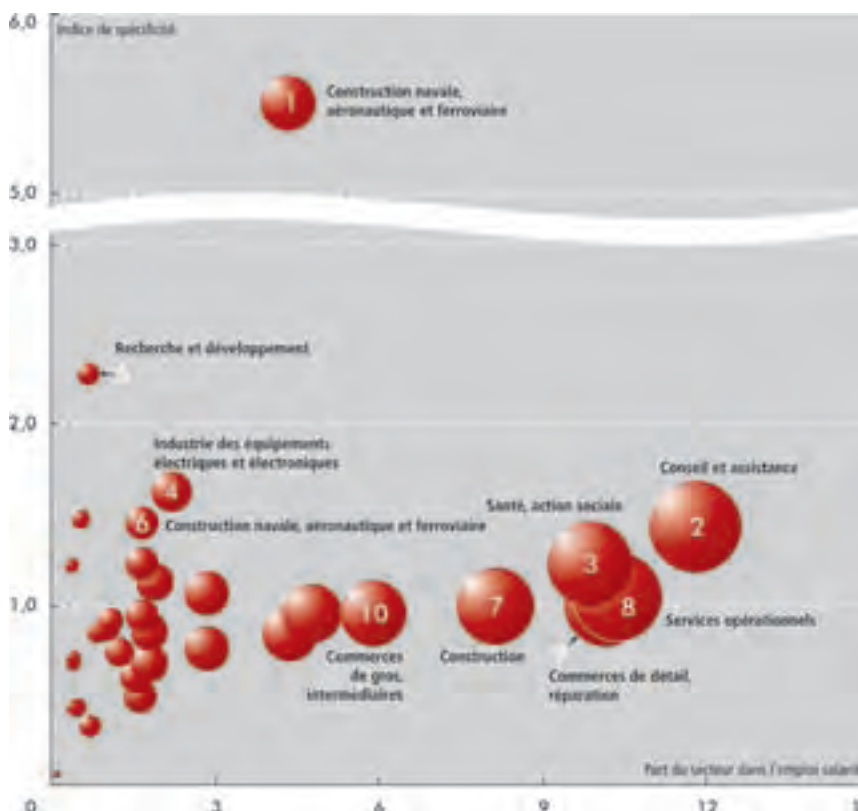 6,0
Indice de spécificité
1
Construction navale,
aéronautique et ferroviaire
5,0
3,0
Recherche et développement
2,0
Industrie des équipements
électriques et électroniques
4
Conseil et assistance
Santé, action sociale
6
Construction navale, aéronautique et ferroviaire
2
3
1,0
10
7
8
Services opérationnels
Commerces
de gros,
intermédiaires
Construction
Commerces de détail,
réparation
Part du secteur dans l'emploi salarié
0
0
3
6
9
12